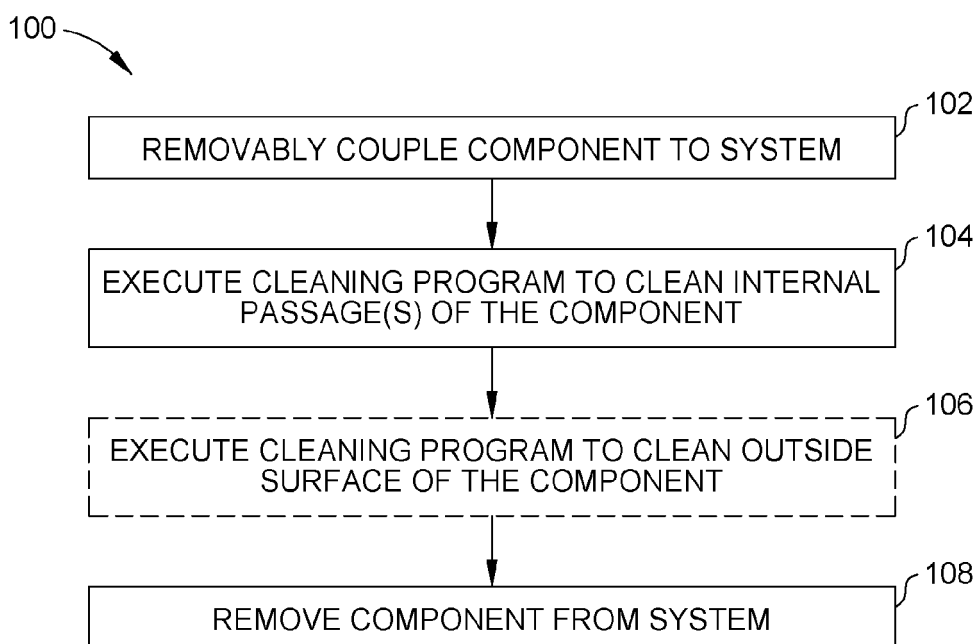 100
102
REMOVABLY COUPLE COMPONENT TO SYSTEM
104
EXECUTE CLEANING PROGRAM TO CLEAN INTERNAL
PASSAGE(S) OF THE COMPONENT
106
EXECUTE CLEANING PROGRAM TO CLEAN OUTSIDE
SURFACE OF THE COMPONENT
108
REMOVE COMPONENT FROM SYSTEM